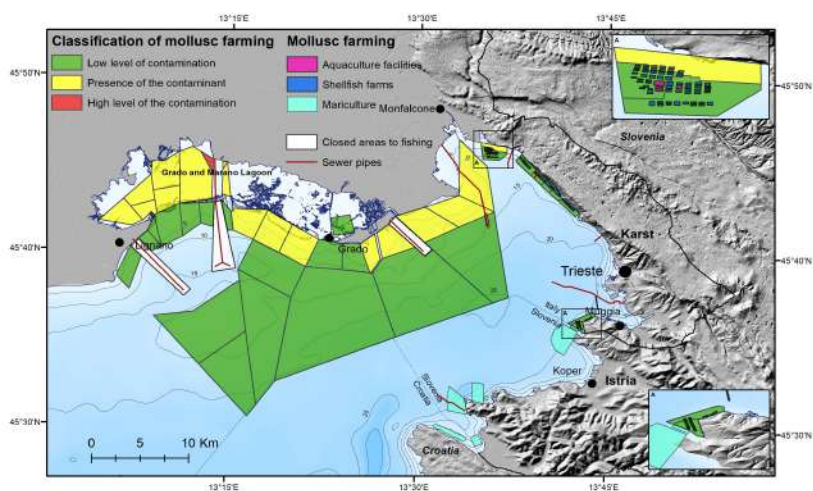 13°15'E
13°30'E
13°45'E
Classification of mollusc farming
Low level of contamination
Presence of the contaminant
High level of the contamination
Mollusc farming
Aquaculture facilities
Shellfish farms
Mariculture
Closed areas to fishing
Sewer pipes
A
45°50'N
45°50'N
Monfalcone
Slovenia
Grado and Marano Lagoon
A
Karst
45°40'N
Lignano
Grado
45°40'N
Trieste
Italy
Slovenia
A
Muggia
Koper
Istria
Slovenia
Croatia
A
45°30'N
45°30'N
0 5 10 Km
Croatia
13°15'E
13°30'E
13°45'E